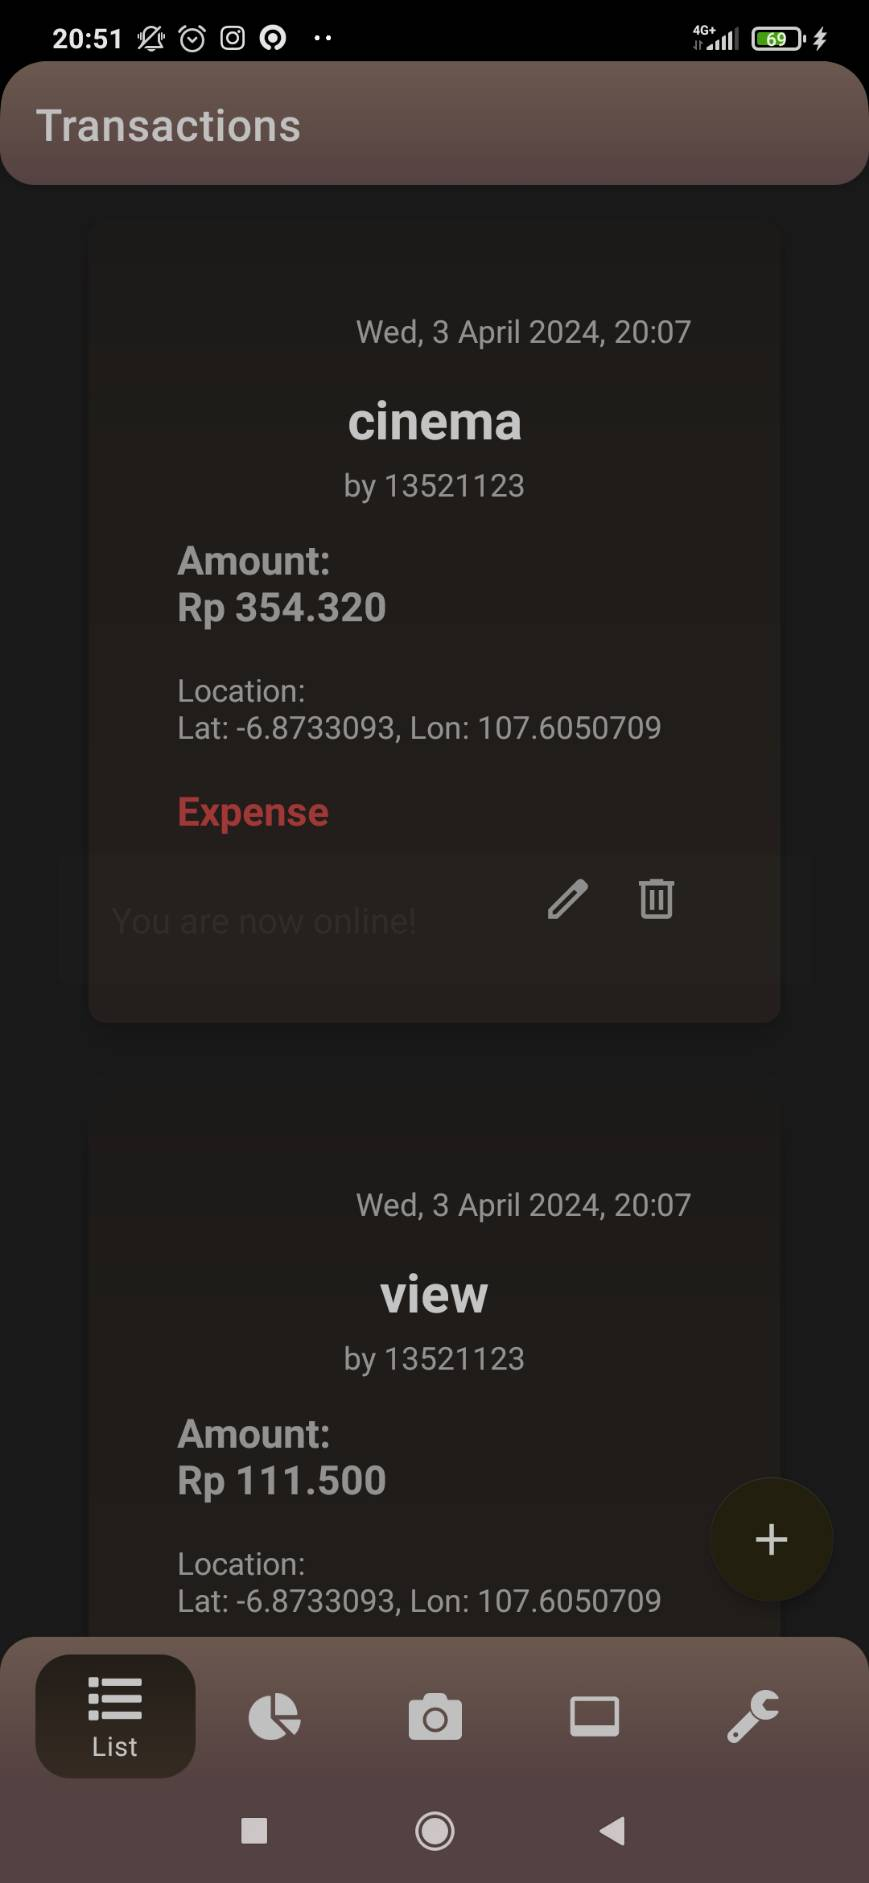 20:51
4G+
69
Transactions
Wed, 3 April 2024, 20:07
cinema
by 13521123
Amount:
Rp 354.320
Location:
Lat: -6.8733093, Lon: 107.6050709
Expense
You are now online!
Wed, 3 April 2024, 20:07
view
by 13521123
Amount:
Rp 111.500
Location:
Lat: -6.8733093, Lon: 107.6050709
List